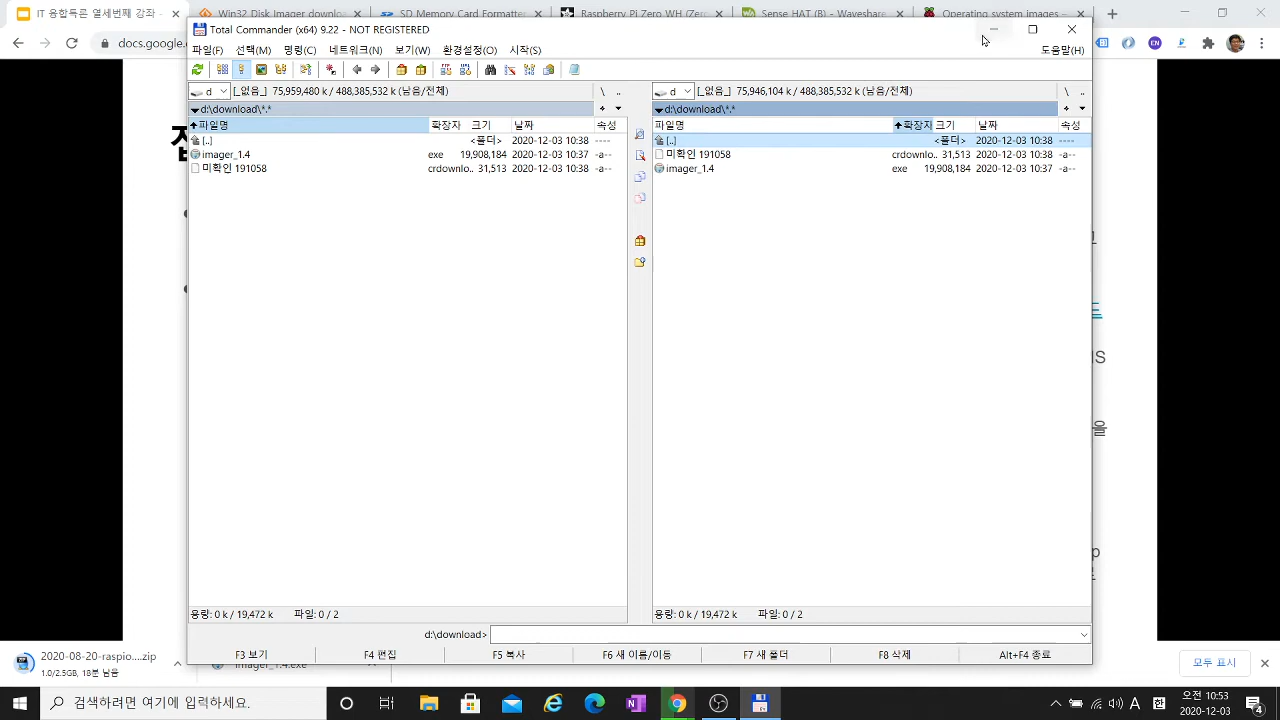 IT 융합특론 열세번째 강좌 -
Win32 Disk Imager downloa
SD Memory Card Formatter
Raspberry Pi Zero WH (Zero
Sense HAT (B) - Waveshare
Operating system images –
docs.google.
Total Commander (x64) 9.22 - NOT REGISTERED
파일(F) 선택(M) 명령(C) 네트워크(N) 보기(W) 환경설정(O) 시작(S) 도움말(H)
d [_없음_] 75,959,480 k / 488,385,532 k (남음/전체) \ ..
d [_없음_] 75,946,104 k / 488,385,532 k (남음/전체) \ ..
d:\download\*.*
d:\download\*.*
파일명 확장자 크기 날짜 속성
[..] <폴더> 2020-12-03 10:38 ----
imager_1.4 exe 19,908,184 2020-12-03 10:37 -a--
미확인 191058 crdownlo.. 31,513 2020-12-03 10:38 -a--
파일명 확장자 크기 날짜 속성
[..] <폴더> 2020-12-03 10:38 ----
미확인 191058 crdownlo.. 31,513 2020-12-03 10:38 -a--
imager_1.4 exe 19,908,184 2020-12-03 10:37 -a--
용량: 0 k / 19,472 k 파일: 0 / 2
용량: 0 k / 19,472 k 파일: 0 / 2
d:\download>
F3 보기 F4 편집 F5 복사 F6 새 이름/이동 F7 새 폴더 F8 삭제 Alt+F4 종료
드
S
을
p
2020-08-20-raspio....zip
1.0/2.5GB, 18분 남음
imager_1.4.exe
모두 표시
검색하려면 여기에 입력하세요.
A 한
오전 10:53
2020-12-03
4